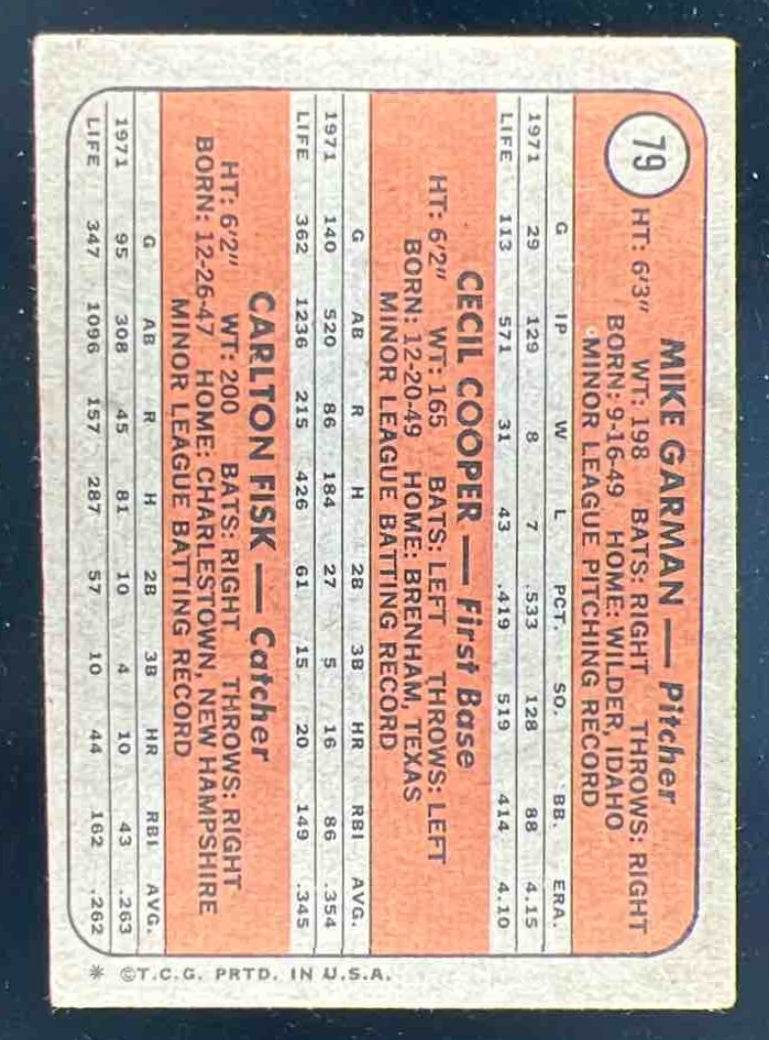 79
MIKE GARMAN — Pitcher
HT: 6'3" WT: 198 BATS: RIGHT THROWS: RIGHT
BORN: 9-16-49 HOME: WILDER, IDAHO
MINOR LEAGUE PITCHING RECORD
G IP W L PCT. SO. BB. ERA.
1971 29 129 8 7 .533 128 88 4.15
LIFE 113 571 31 43 .419 519 414 4.10
CECIL COOPER — First Base
HT: 6'2" WT: 165 BATS: LEFT THROWS: LEFT
BORN: 12-20-49 HOME: BRENHAM, TEXAS
MINOR LEAGUE BATTING RECORD
G AB R H 2B 3B HR RBI AVG.
1971 140 520 86 184 27 5 16 86 .354
LIFE 362 1236 215 426 61 15 20 149 .345
CARLTON FISK — Catcher
HT: 6'2" WT: 200 BATS: RIGHT THROWS: RIGHT
BORN: 12-26-47 HOME: CHARLESTOWN, NEW HAMPSHIRE
MINOR LEAGUE BATTING RECORD
G AB R H 2B 3B HR RBI AVG.
1971 95 308 45 81 10 4 10 43 .263
LIFE 347 1096 157 287 57 10 44 162 .262
* ©T.C.G. PRTD. IN U.S.A.